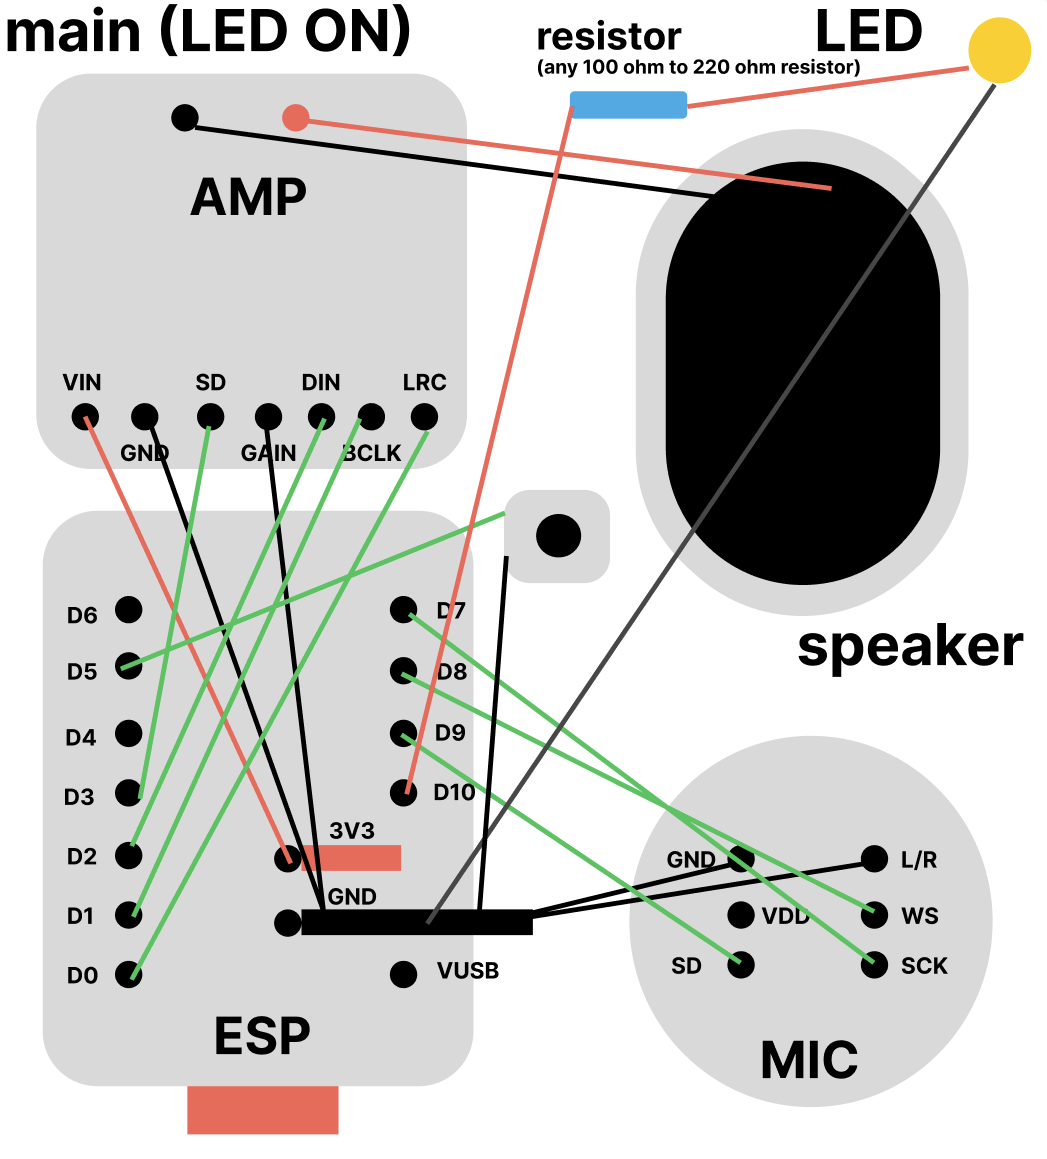 main (LED ON)
resistor
(any 100 ohm to 220 ohm resistor)
LED
AMP
VIN
SD
DIN
LRC
GND
GAIN
BCLK
speaker
D6
D7
D5
D8
D4
D9
D3
D10
3V3
D2
GND
D1
D0
VUSB
ESP
GND
L/R
VDD
WS
SD
SCK
MIC